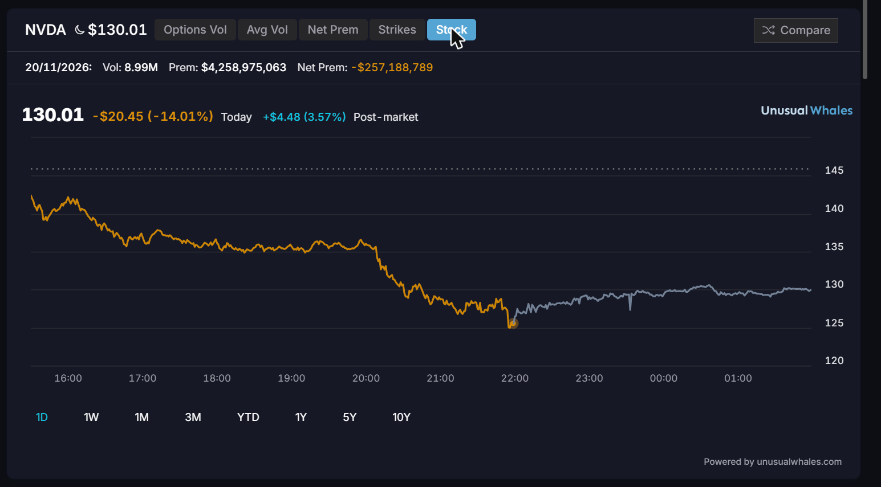 NVDA $130.01 Options Vol Avg Vol Net Prem Strikes Stock Compare
20/11/2026: Vol: 8.99M Prem: $4,258,975,063 Net Prem: -$257,188,789
130.01 -$20.45 (-14.01%) Today +$4.48 (3.57%) Post-market
Unusual Whales
145
140
135
130
125
120
16:00 17:00 18:00 19:00 20:00 21:00 22:00 23:00 00:00 01:00
1D 1W 1M 3M YTD 1Y 5Y 10Y
Powered by unusualwhales.com